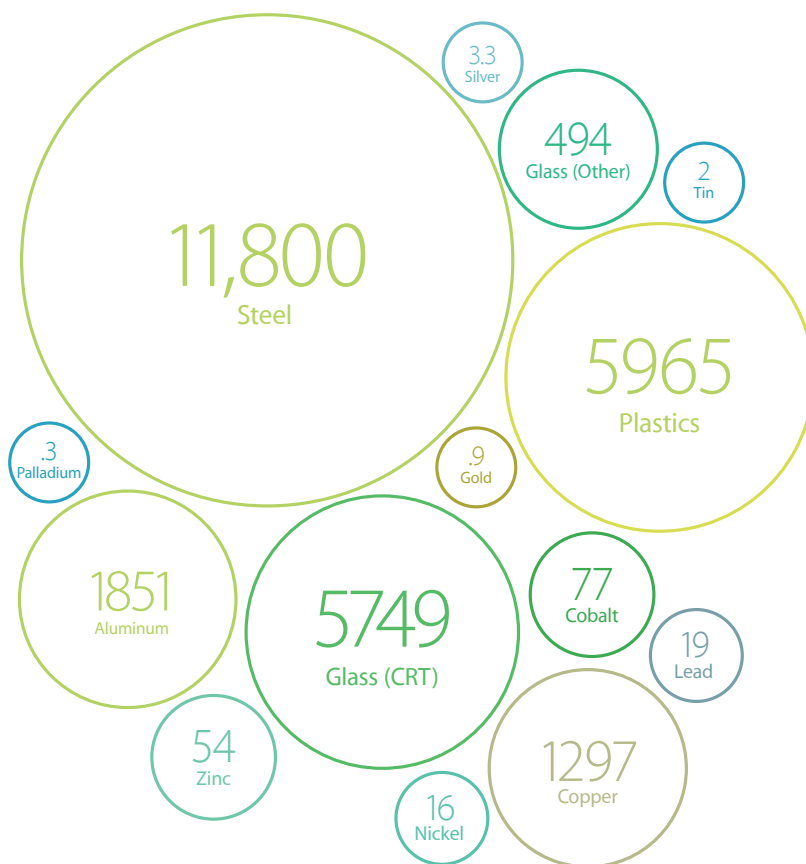 3.3
Silver
494
Glass (Other)
2
Tin
11,800
Steel
5965
Plastics
.3
Palladium
.9
Gold
1851
Aluminum
5749
Glass (CRT)
77
Cobalt
19
Lead
54
Zinc
1297
Copper
16
Nickel